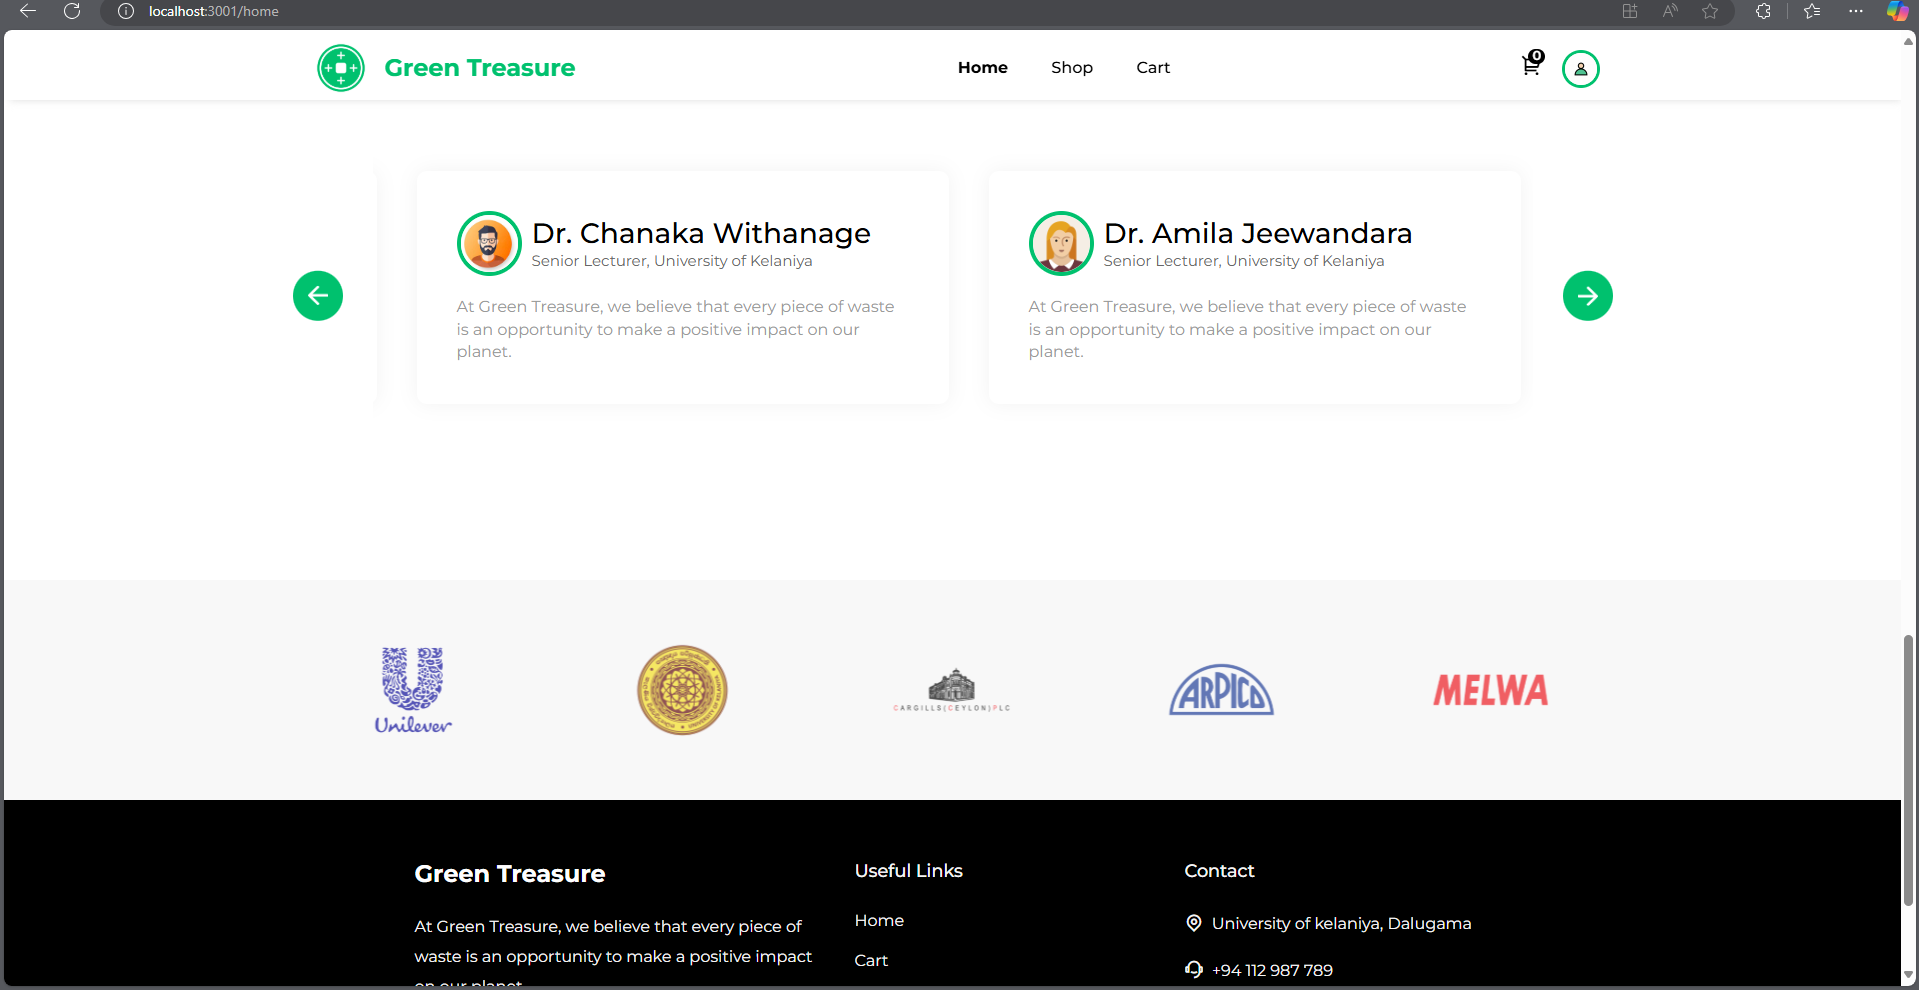 localhost:3001/home
Green Treasure
Home
Shop
Cart
0
Dr. Chanaka Withanage
Senior Lecturer, University of Kelaniya
At Green Treasure, we believe that every piece of waste
is an opportunity to make a positive impact on our
planet.
Dr. Amila Jeewandara
Senior Lecturer, University of Kelaniya
At Green Treasure, we believe that every piece of waste
is an opportunity to make a positive impact on our
planet.
Unilever
CARGILLS(CEYLON)PLC
ARPICO
MELWA
Green Treasure
At Green Treasure, we believe that every piece of
waste is an opportunity to make a positive impact
on our planet
Useful Links
Home
Cart
Contact
University of kelaniya, Dalugama
+94 112 987 789